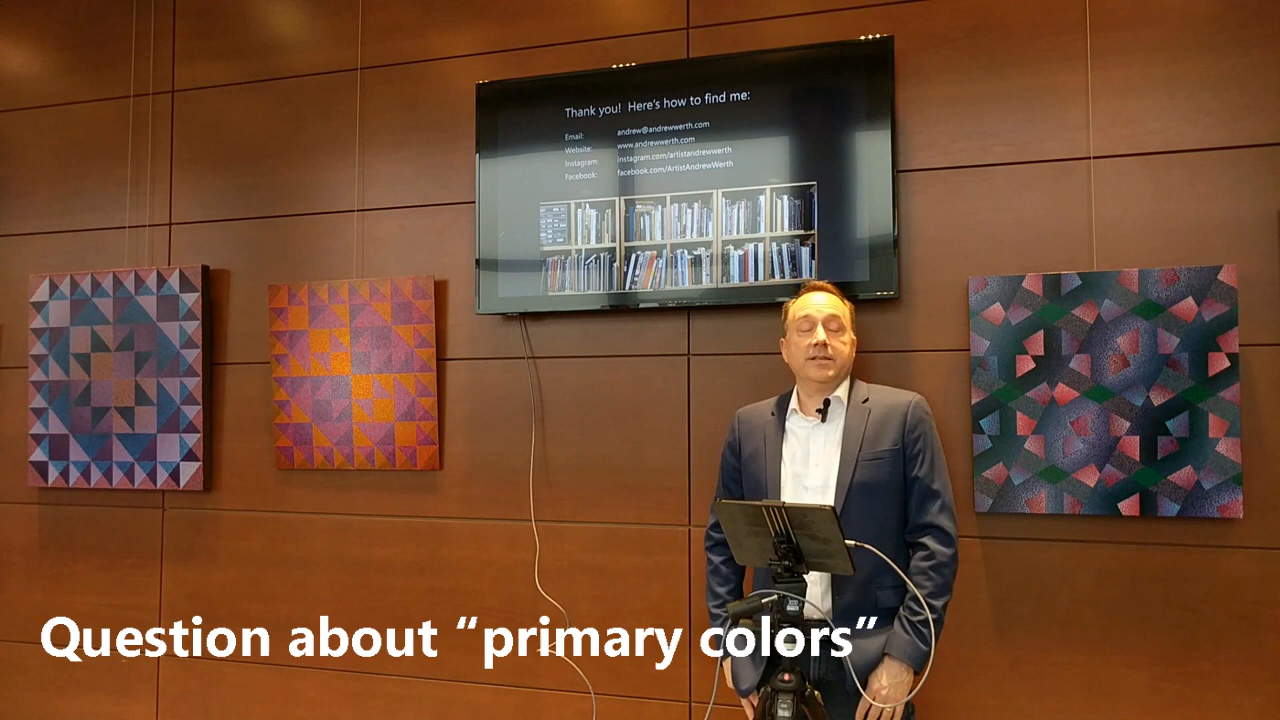 Thank you! Here's how to find me:
Email: andrew@andrewwerth.com
Website: www.andrewwerth.com
Instagram: instagram.com/artistandrewwerth
Facebook: facebook.com/ArtistAndrewWerth
Question about “primary colors”